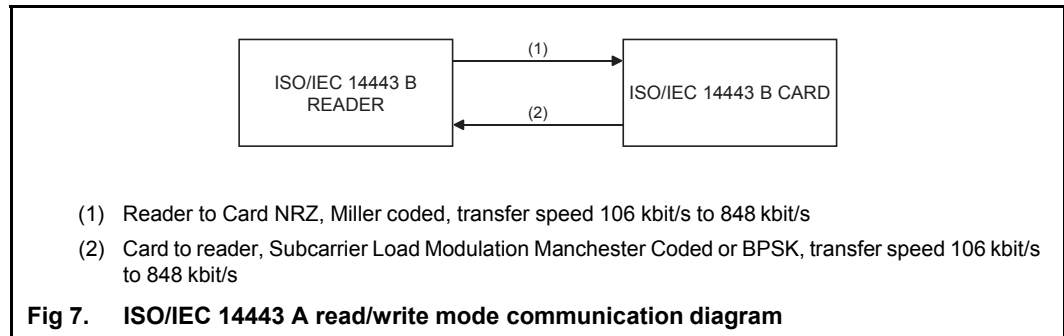 (1)
ISO/IEC 14443 B
READER
ISO/IEC 14443 B CARD
(2)
(1) Reader to Card NRZ, Miller coded, transfer speed 106 kbit/s to 848 kbit/s
(2) Card to reader, Subcarrier Load Modulation Manchester Coded or BPSK, transfer speed 106 kbit/s
to 848 kbit/s
Fig 7. ISO/IEC 14443 A read/write mode communication diagram